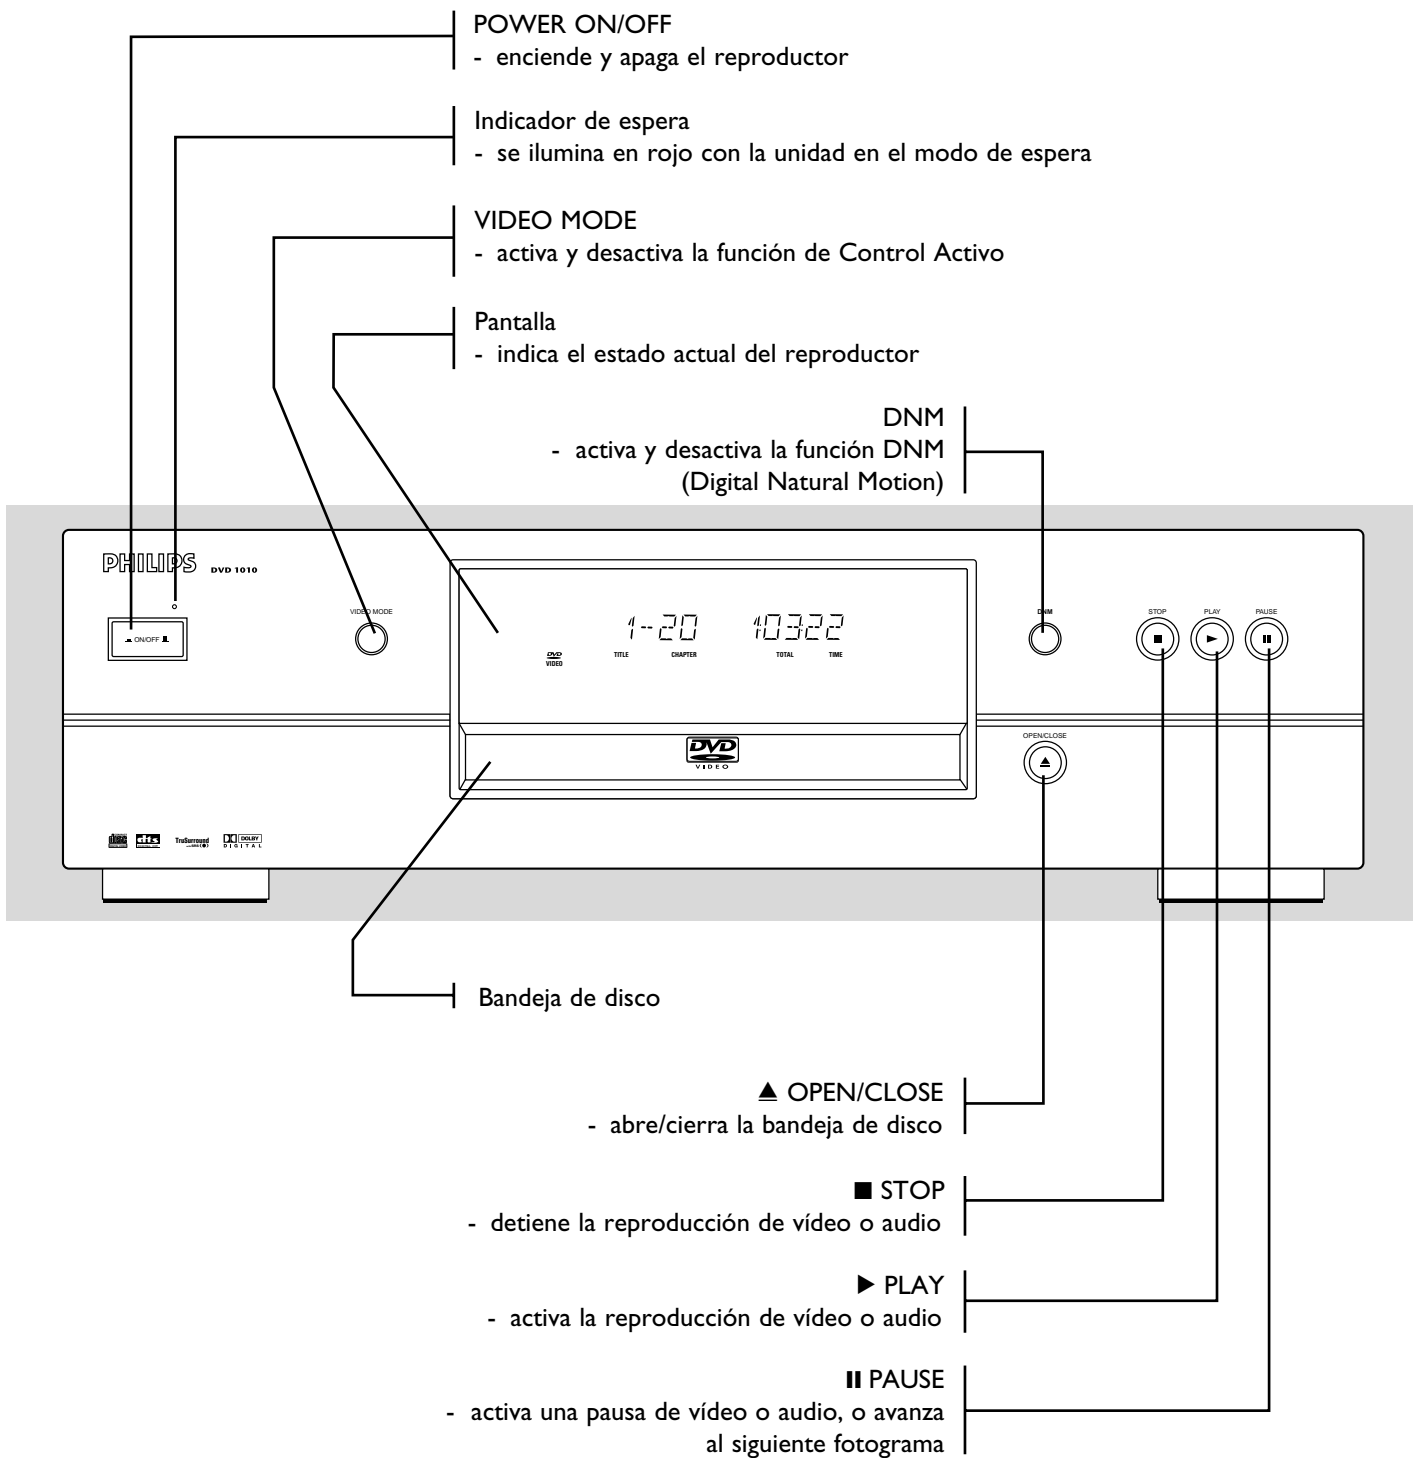 POWER ON/OFF
- enciende y apaga el reproductor
Indicador de espera
- se ilumina en rojo con la unidad en el modo de espera
VIDEO MODE
- activa y desactiva la función de Control Activo
Pantalla
- indica el estado actual del reproductor
DNM
- activa y desactiva la función DNM
(Digital Natural Motion)
PHILIPS DVD 1010
ON/OFF
VIDEO MODE
1-20 10322
DVD VIDEO TITLE CHAPTER TOTAL TIME
DNM
STOP PLAY PAUSE
OPEN/CLOSE
DVD
VIDEO
disc dts TruSurround DOLBY
DIGITAL
Bandeja de disco
▲ OPEN/CLOSE
- abre/cierra la bandeja de disco
■ STOP
- detiene la reproducción de vídeo o audio
▶ PLAY
- activa la reproducción de vídeo o audio
II PAUSE
- activa una pausa de vídeo o audio, o avanza
al siguiente fotograma